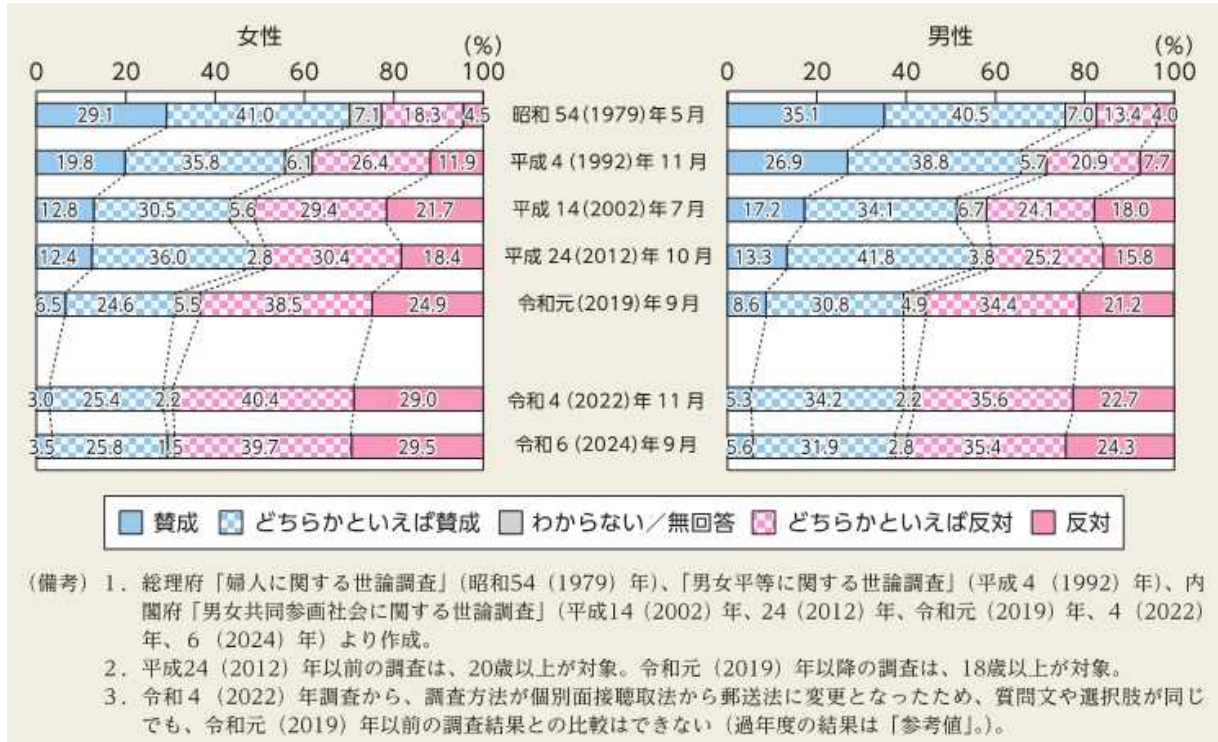 女性
男性
(%)
(%)
0 20 40 60 80 100
0 20 40 60 80 100
29.1 41.0 7.1 18.3 4.5 昭和54(1979)年5月 35.1 40.5 7.0 13.4 4.0
19.8 35.8 6.1 26.4 11.9 平成4(1992)年11月 26.9 38.8 5.7 20.9 7.7
12.8 30.5 5.6 29.4 21.7 平成14(2002)年7月 17.2 34.1 6.7 24.1 18.0
12.4 36.0 2.8 30.4 18.4 平成24(2012)年10月 13.3 41.8 3.8 25.2 15.8
6.5 24.6 5.5 38.5 24.9 令和元(2019)年9月 8.6 30.8 4.9 34.4 21.2
3.0 25.4 2.2 40.4 29.0 令和4(2022)年11月 5.3 34.2 2.2 35.6 22.7
3.5 25.8 1.5 39.7 29.5 令和6(2024)年9月 5.6 31.9 2.8 35.4 24.3
賛成 どちらかといえば賛成 わからない/無回答 どちらかといえば反対 反対
(備考)1.総理府「婦人に関する世論調査」(昭和54(1979)年)、「男女平等に関する世論調査」(平成4(1992)年、内
閣府「男女共同参画社会に関する世論調査」(平成14(2002)年、24(2012)年、令和元(2019)年、4(2022)
年、6(2024)年)より作成。
2.平成24(2012)年以前の調査は、20歳以上が対象。令和元(2019)年以降の調査は、18歳以上が対象。
3.令和4(2022)年調査から、調査方法が個別面接聴取法から郵送法に変更となったため、質問文や選択肢が同じ
でも、令和元(2019)年以前の調査結果との比較はできない(過年度の結果は「参考値」。)。